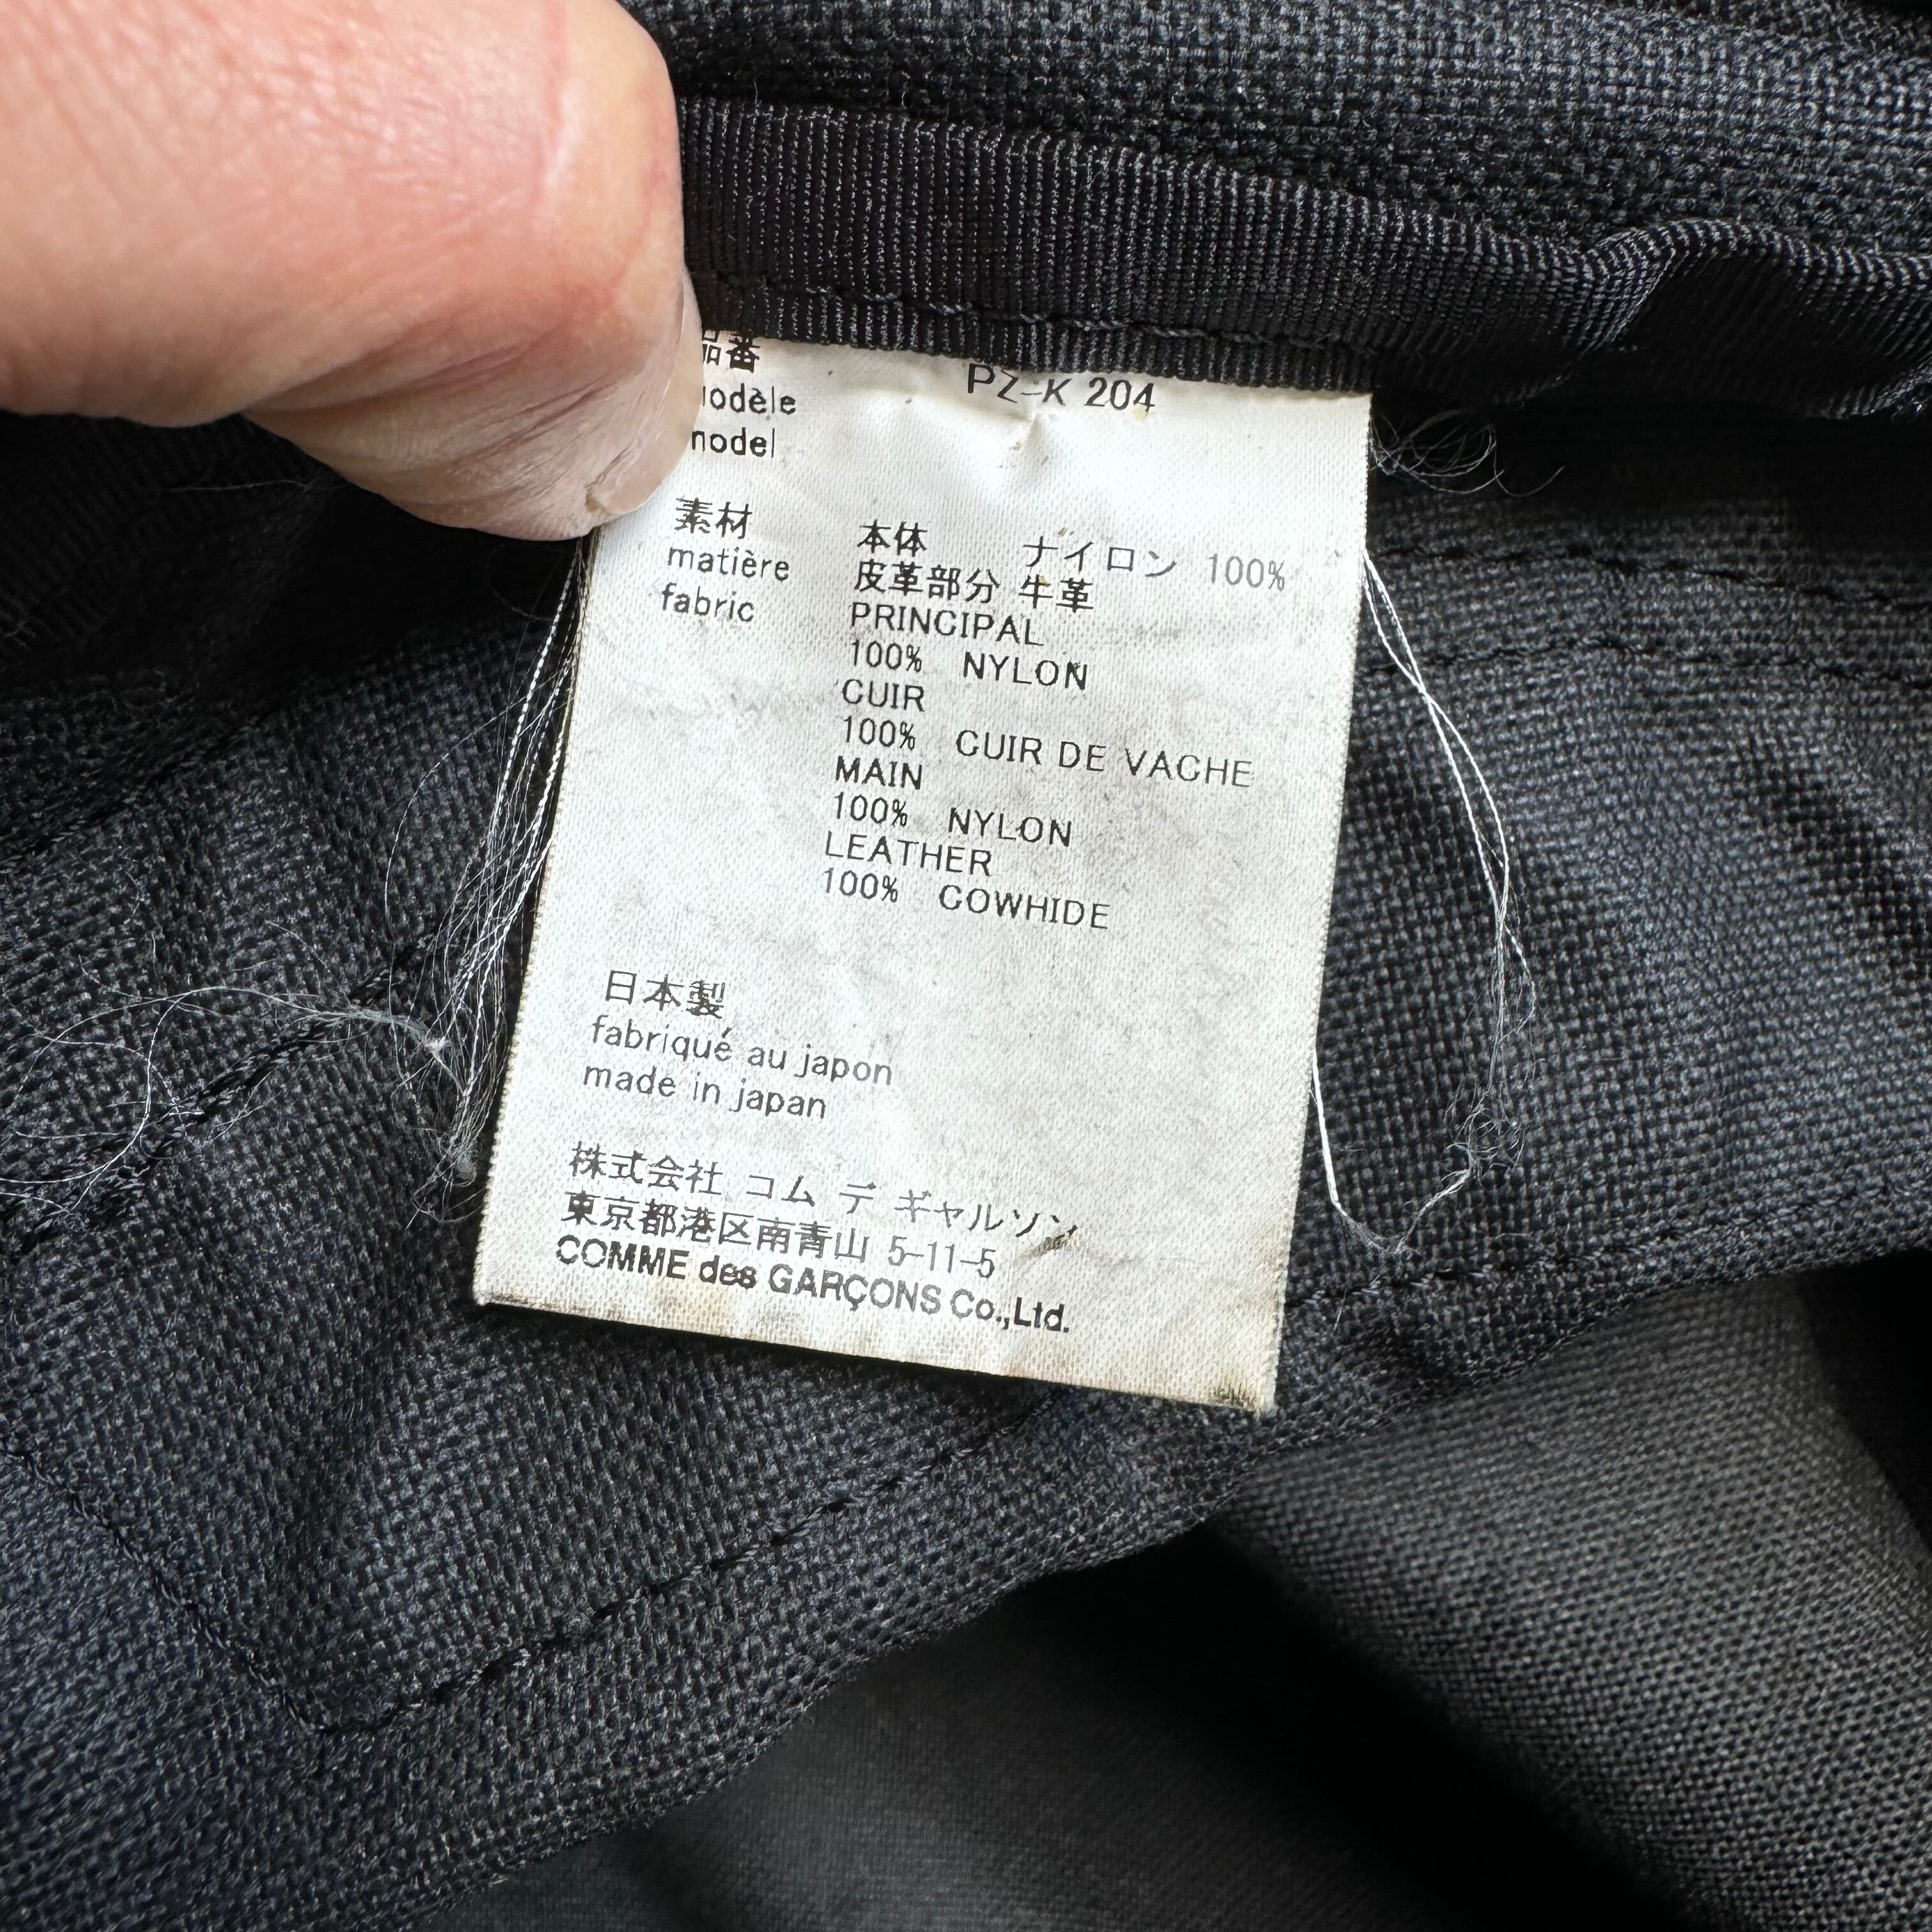 品番 PZ-K 204
modèle
model
素材 本体 ナイロン 100%
matière 皮革部分 牛革
fabric PRINCIPAL
100% NYLON
CUIR
100% CUIR DE VACHE
MAIN
100% NYLON
LEATHER
100% COWHIDE
日本製
fabriqué au japon
made in japan
株式会社 コム デ ギャルソン
東京都港区南青山 5-11-5
COMME des GARÇONS Co.,Ltd.